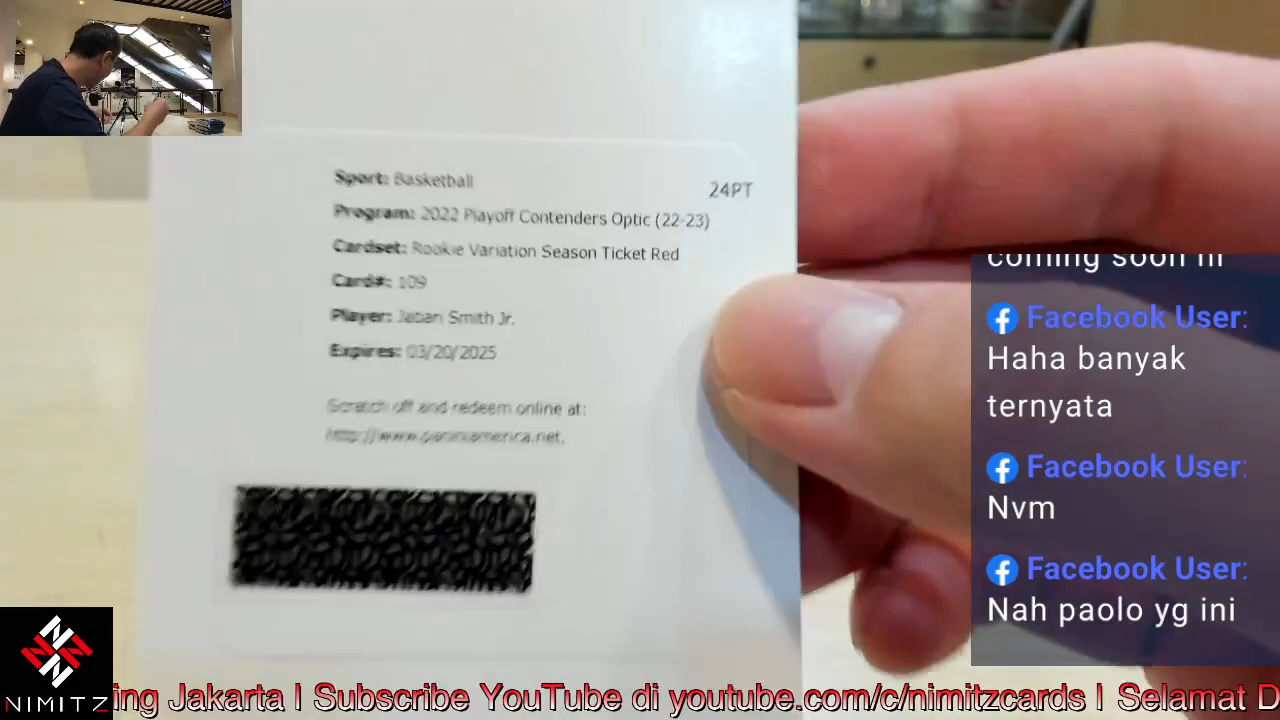 Sport: Basketball
24PT
Program: 2022 Playoff Contenders Optic (22-23)
Cardset: Rookie Variation Season Ticket Red
Card#: 109
Player: Jabari Smith Jr.
Expires: 03/20/2025
Scratch off and redeem online at:
http://www.paniniamerica.net.
coming soon ni
Facebook User:
Haha banyak
ternyata
Facebook User:
Nvm
Facebook User:
Nah paolo yg ini
NIMITZ
ing Jakarta I Subscribe YouTube di youtube.com/c/nimitzcards I Selamat D